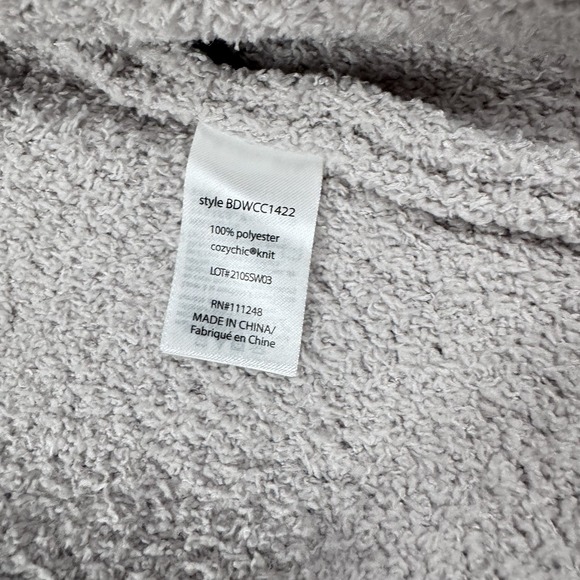 style BDWCC1422
100% polyester
cozychic®knit
LOT#2105SW03
RN#111248
MADE IN CHINA/
Fabriqué en Chine